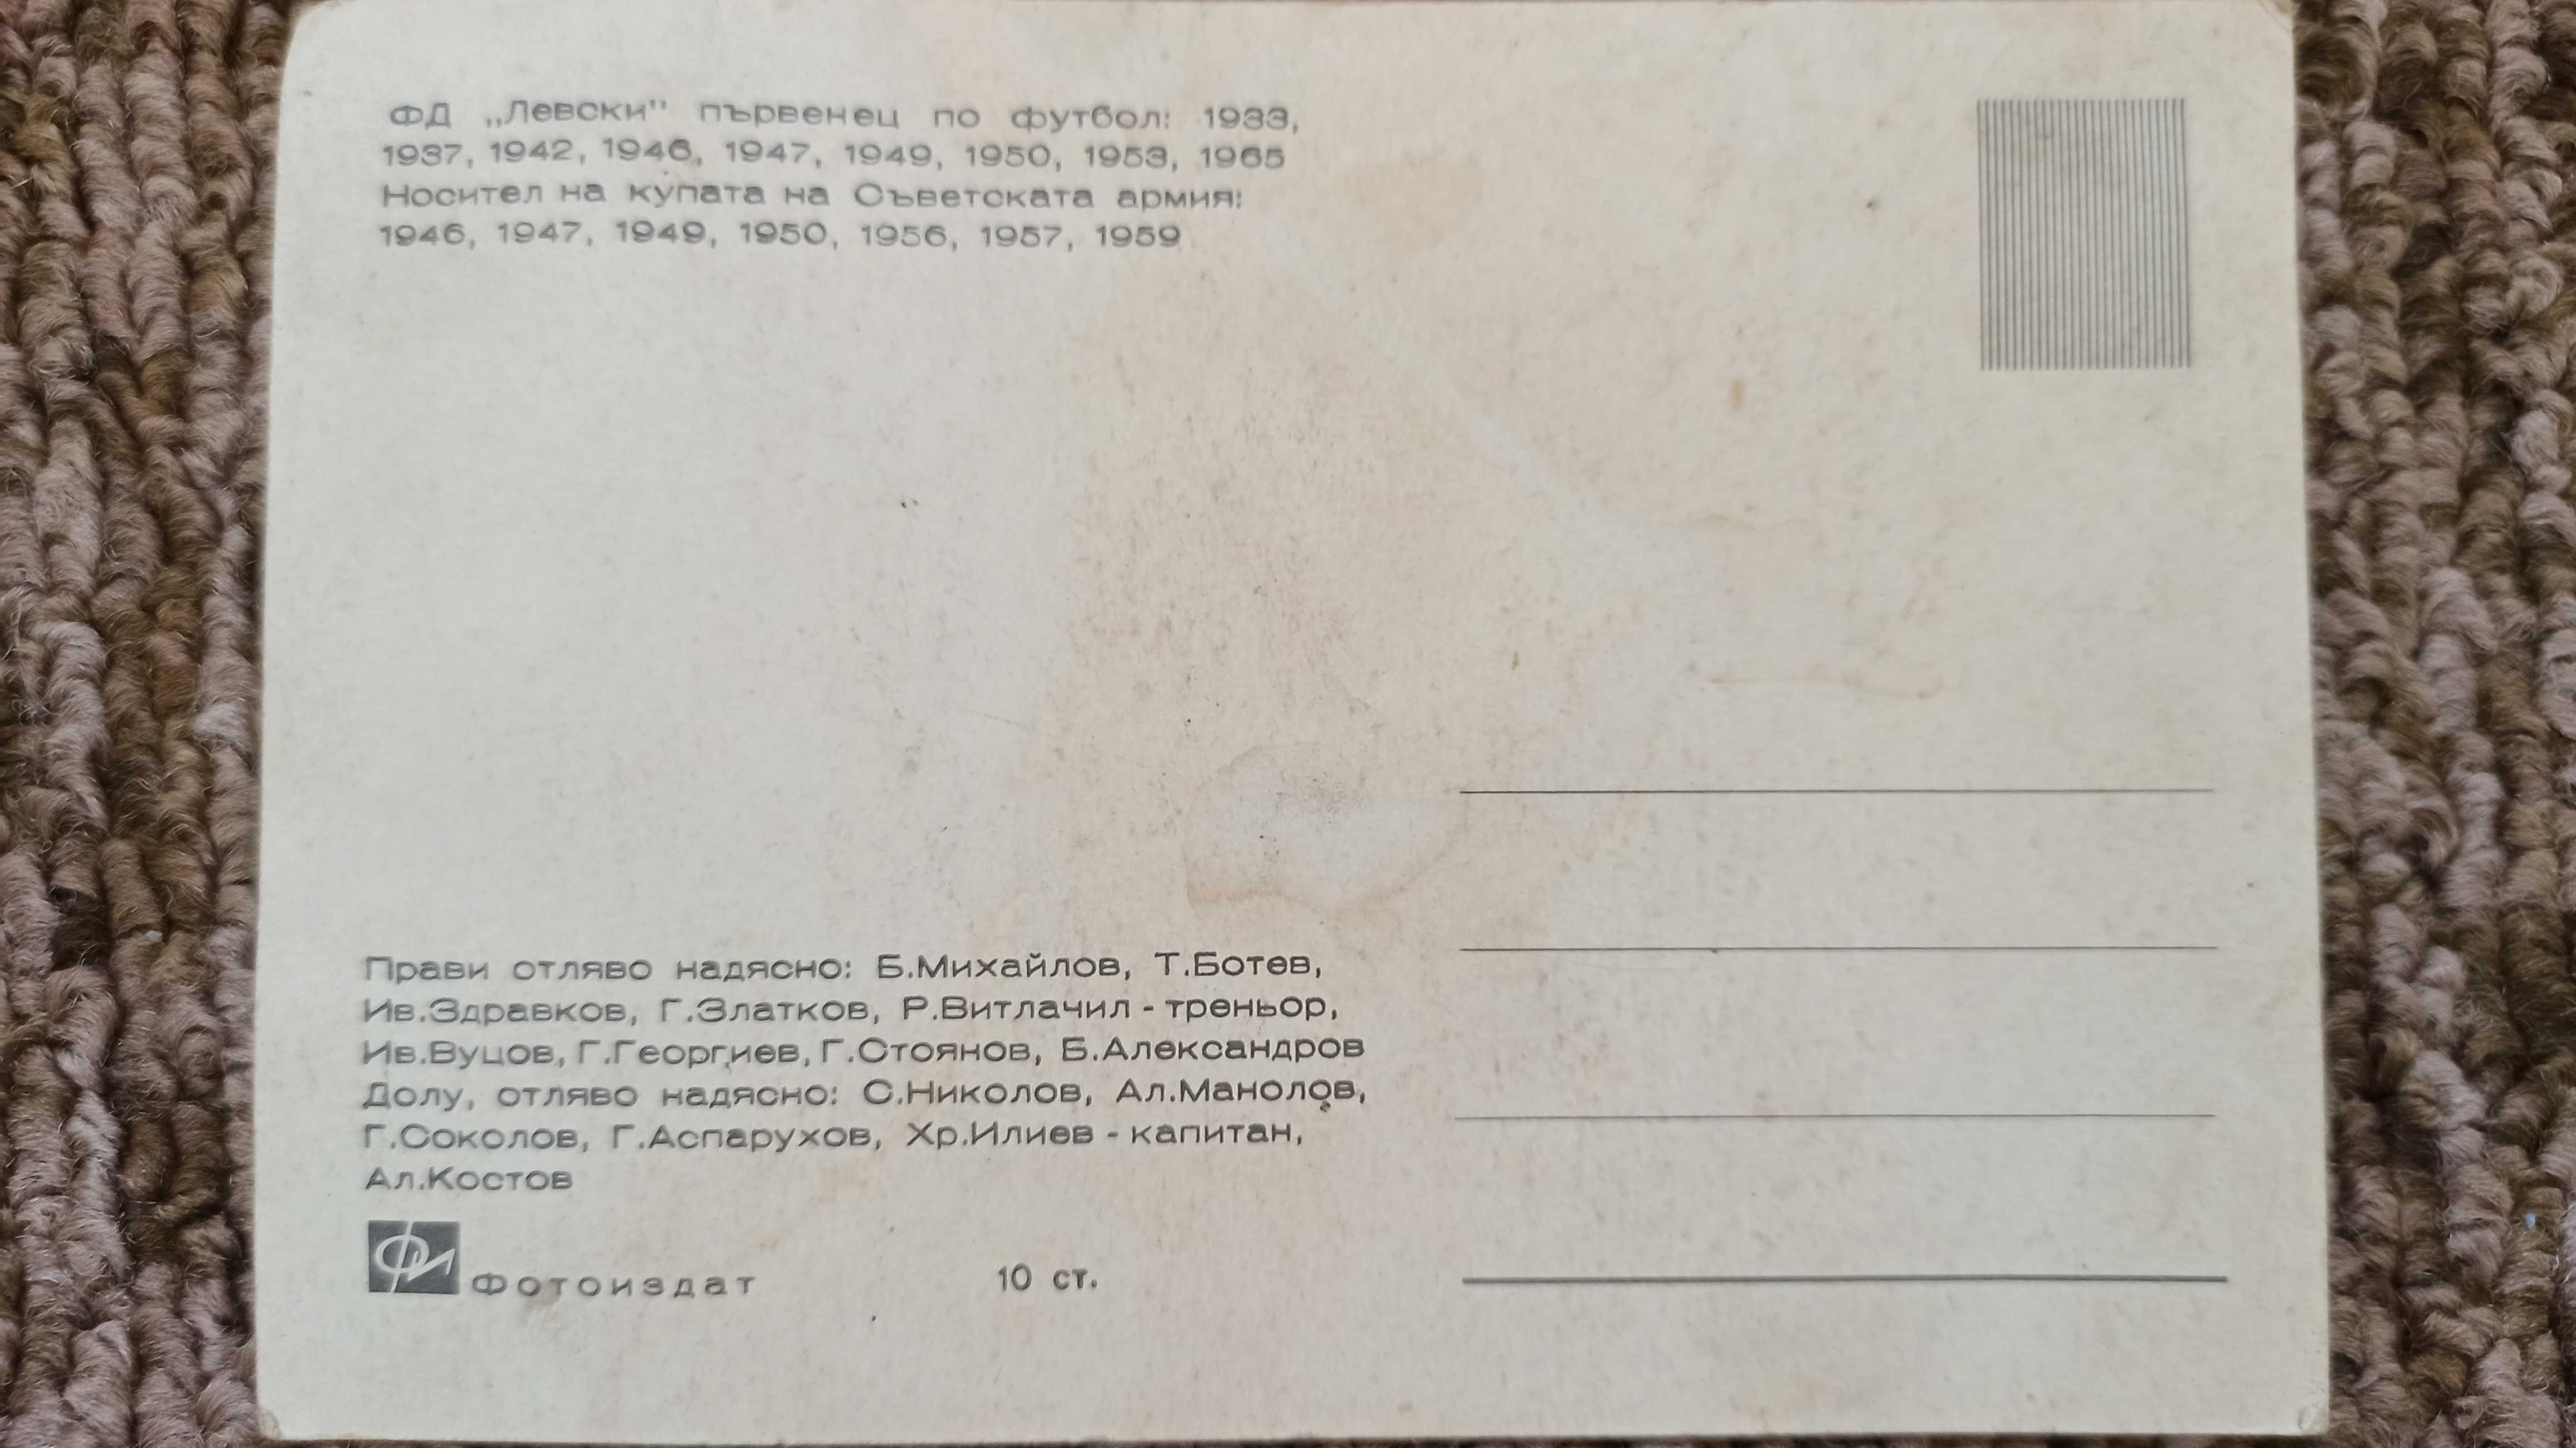 ФД „Левски" първенец по футбол: 1933,
1937, 1942, 1946, 1947, 1949, 1950, 1953, 1965
Носител на купата на Съветската армия:
1946, 1947, 1949, 1950, 1956, 1957, 1959
Прави отляво надясно: Б.Михайлов, Т.Ботев,
Ив.Здравков, Г.Златков, Р.Витлачил - треньор,
Ив.Вуцов, Г.Георгиев, Г.Стоянов, Б.Александров
Долу, отляво надясно: С.Николов, Ал.Манолов,
Г.Соколов, Г.Аспарухов, Хр.Илиев - капитан,
Ал.Костов
ФИ Фотоиздат 10 ст.